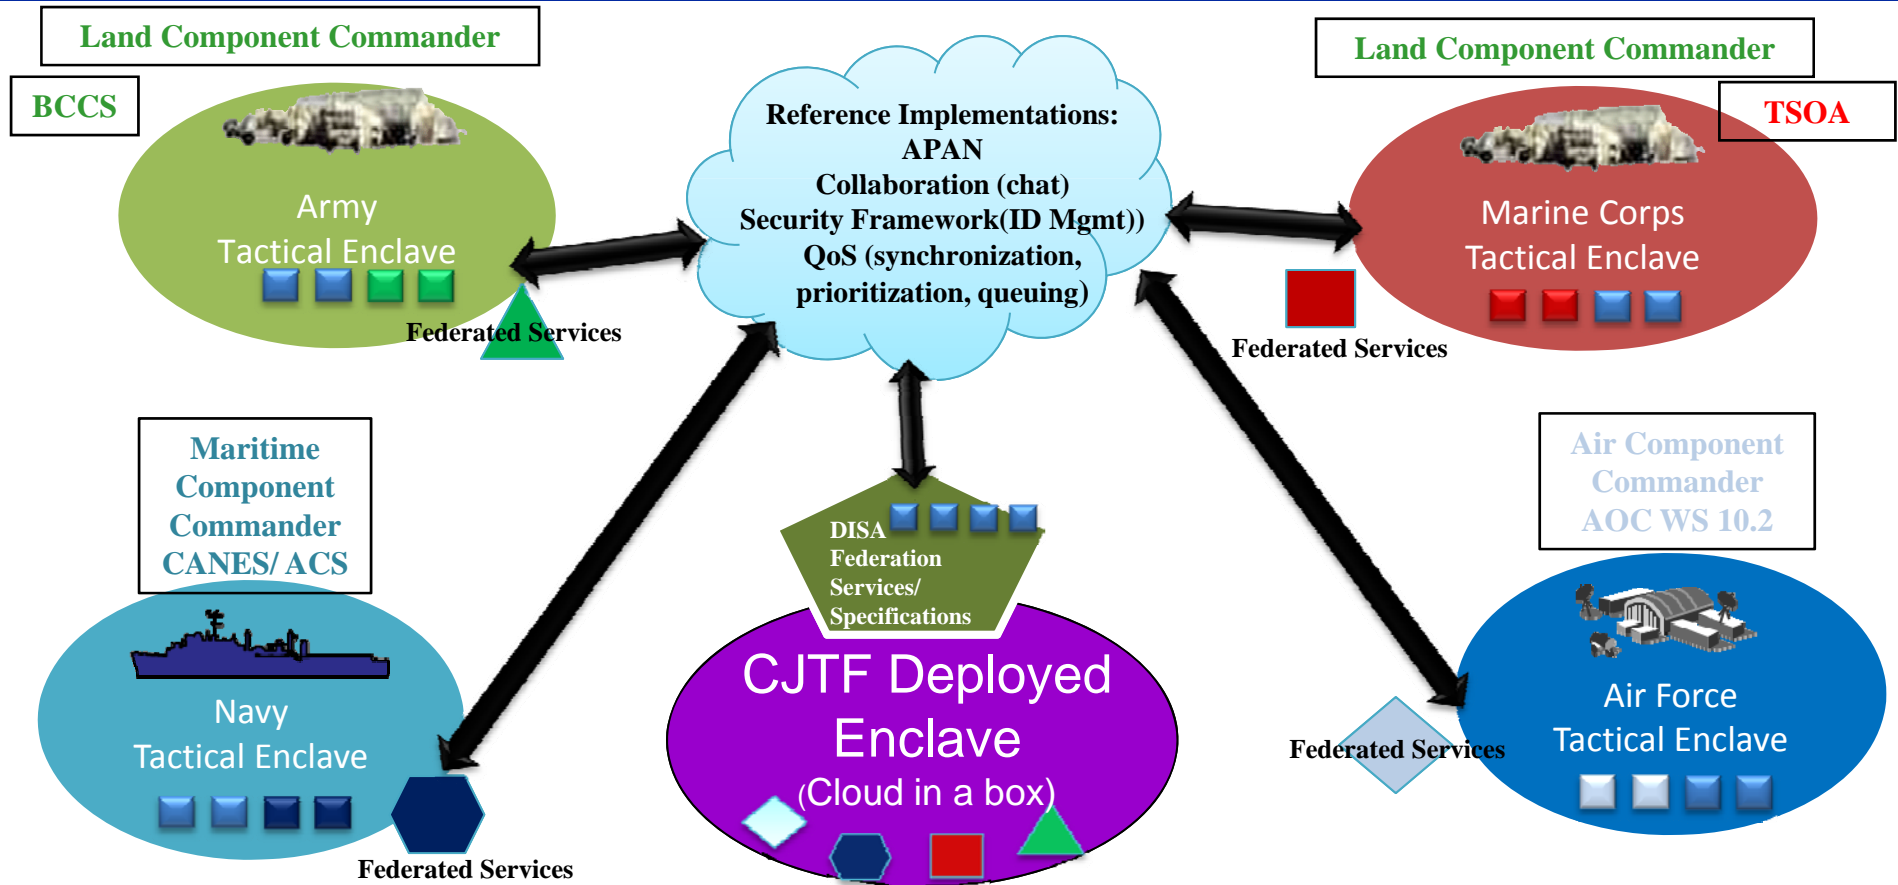 Land Component Commander
BCCS
Army
Tactical Enclave
Federated Services
Reference Implementations:
APAN
Collaboration (chat)
Security Framework(ID Mgmt))
QoS (synchronization,
prioritization, queuing)
Land Component Commander
TSOA
Marine Corps
Tactical Enclave
Federated Services
Maritime
Component
Commander
CANES/ ACS
Navy
Tactical Enclave
Federated Services
DISA
Federation
Services/
Specifications
CJTF Deployed
Enclave
(Cloud in a box)
Air Component
Commander
AOC WS 10.2
Air Force
Tactical Enclave
Federated Services